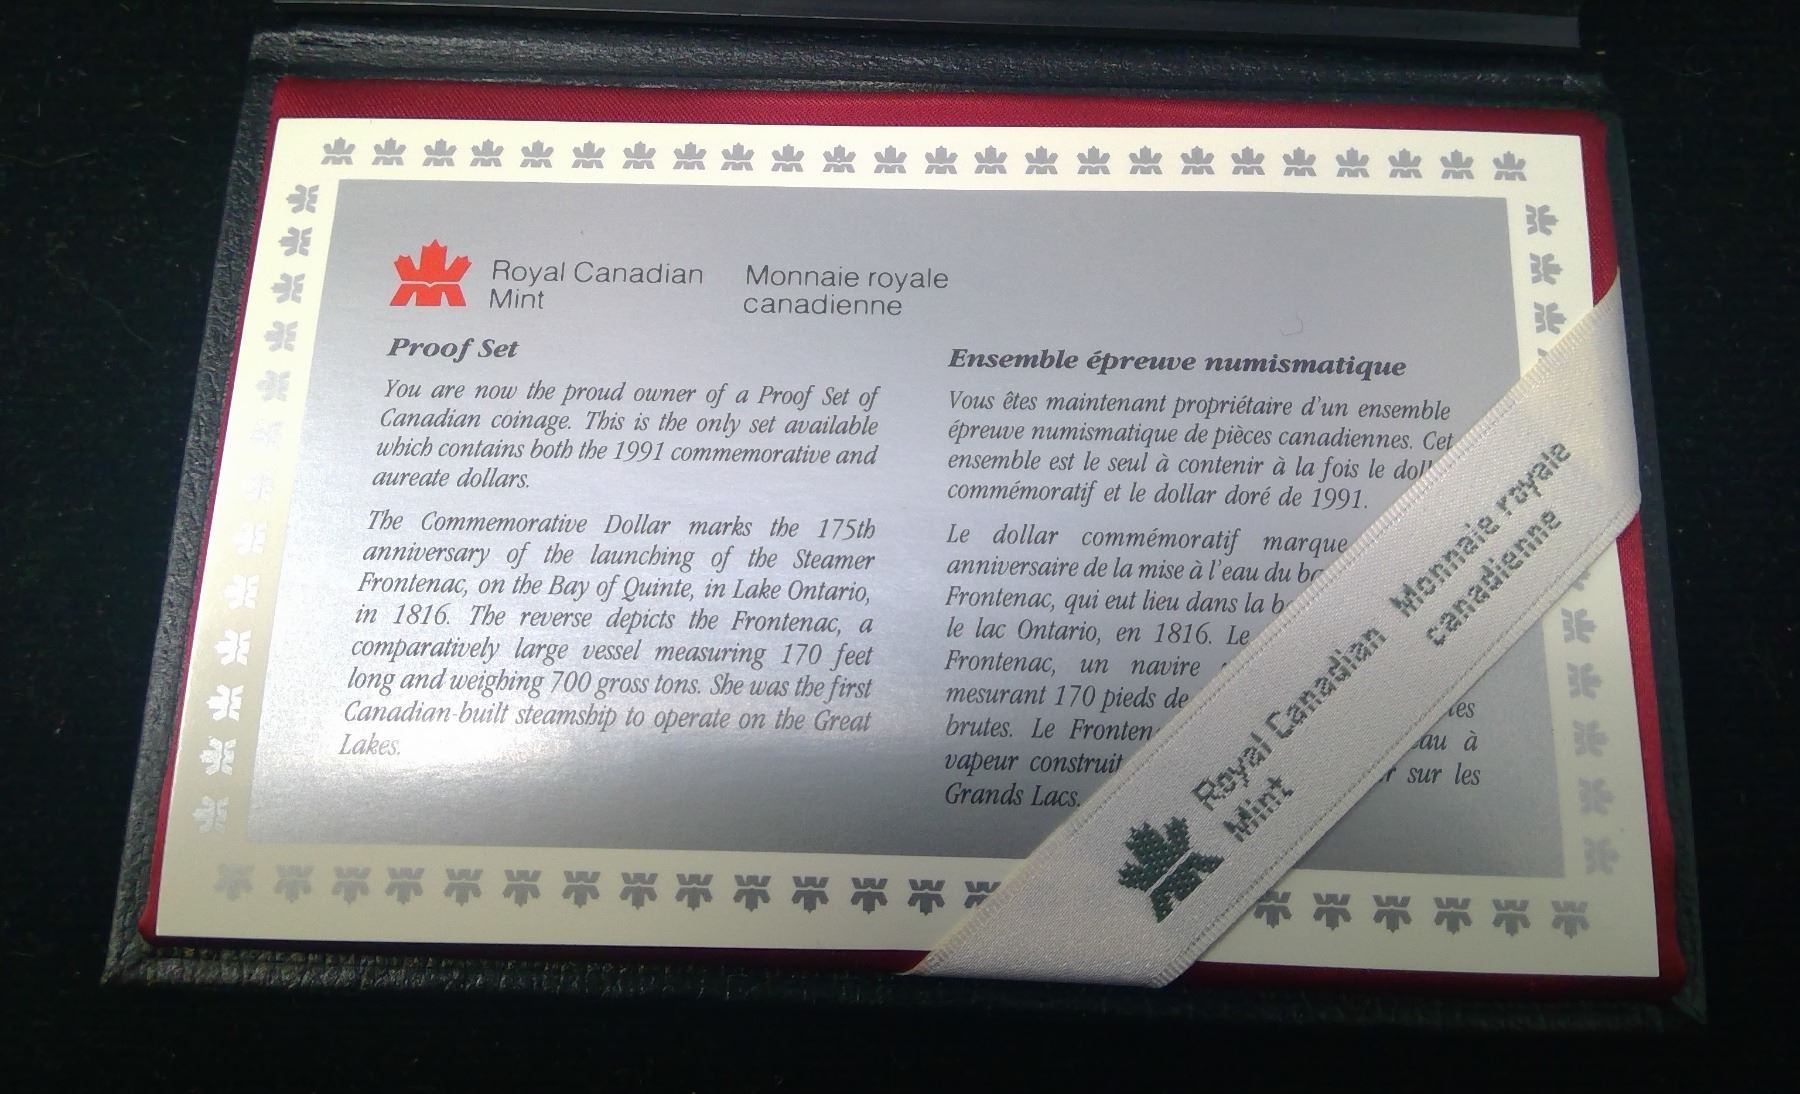 Royal Canadian
Mint
Monnaie royale
canadienne
Proof Set
You are now the proud owner of a Proof Set of
Canadian coinage. This is the only set available
which contains both the 1991 commemorative and
aureate dollars.
The Commemorative Dollar marks the 175th
anniversary of the launching of the Steamer
Frontenac, on the Bay of Quinte, in Lake Ontario,
in 1816. The reverse depicts the Frontenac, a
comparatively large vessel measuring 170 feet
long and weighing 700 gross tons. She was the first
Canadian-built steamship to operate on the Great
Lakes.
Ensemble épreuve numismatique
Vous êtes maintenant propriétaire d'un ensemble
épreuve numismatique de pièces canadiennes. Cet
ensemble est le seul à contenir à la fois le
commémoratif et le dollar doré de 1991.
Le dollar commémoratif marque
anniversaire de la mise à l'eau du
Frontenac, qui eut lieu dans la
le lac Ontario, en 1816. Le
Frontenac, un navire
mesurant 170 pieds de
brutes. Le
vapeur construit
à
sur les
Grands Lacs.
Royal Canadian
Mint
Monnaie royale
canadienne